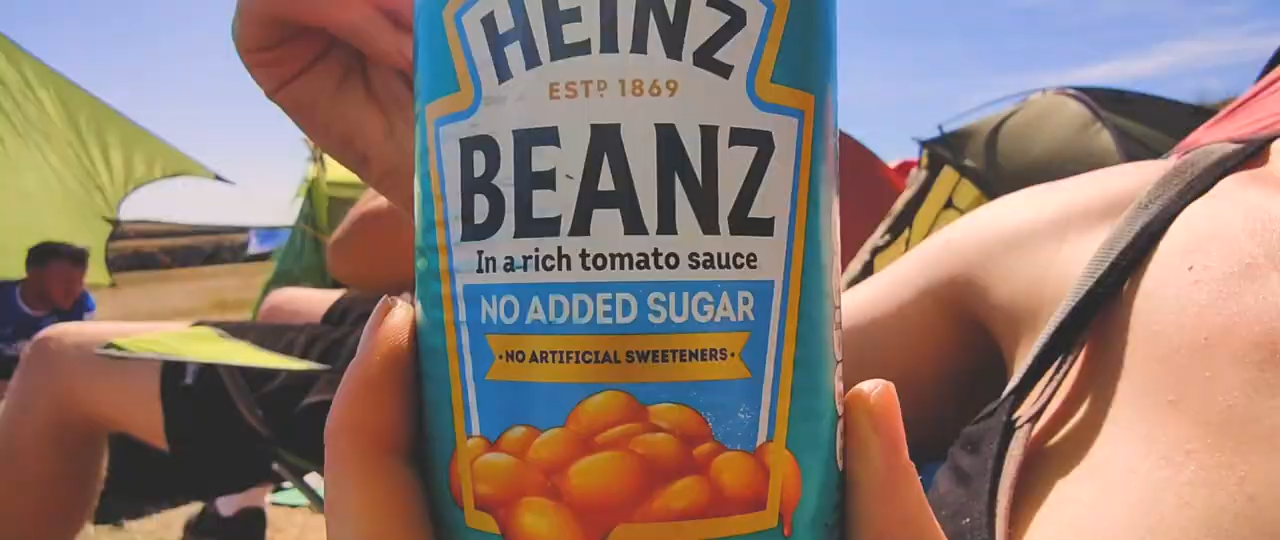 HEINZ
ESTD 1869
BEANZ
In a rich tomato sauce
NO ADDED SUGAR
·NO ARTIFICIAL SWEETENERS·